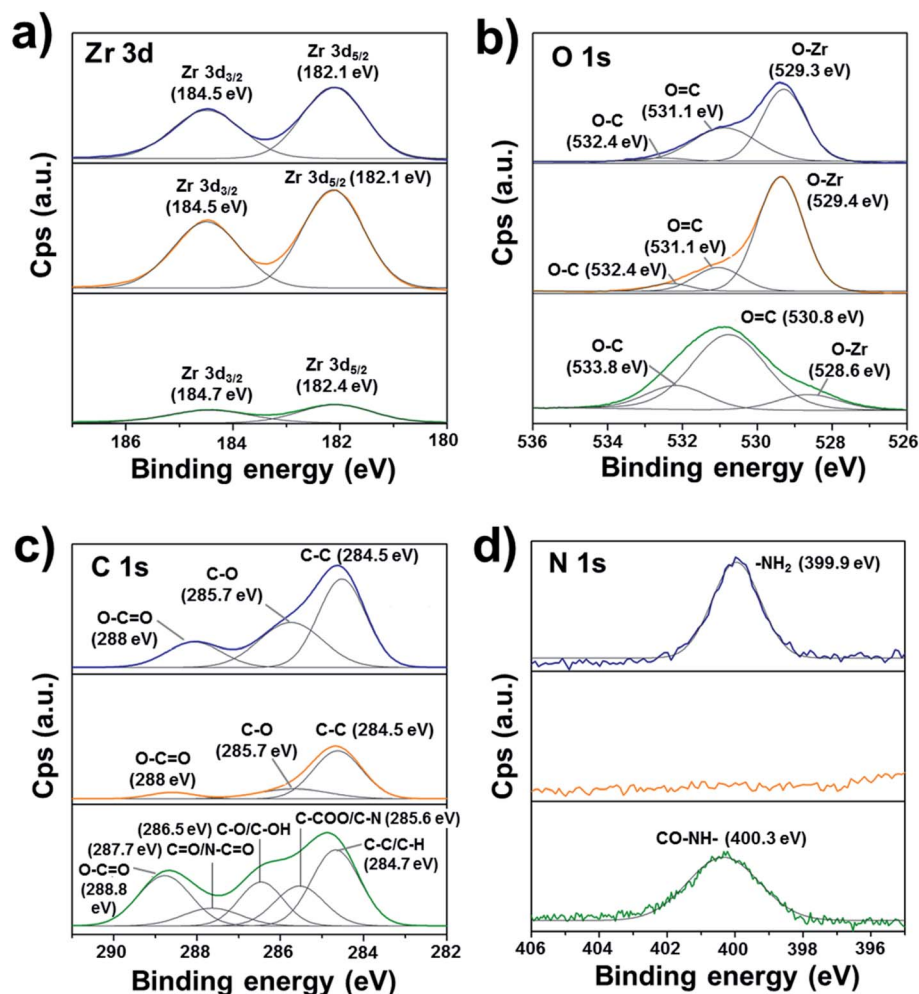 a)
Zr 3d
Zr 3d3/2
(184.5 eV)
Zr 3d5/2
(182.1 eV)
Zr 3d3/2
(184.5 eV)
Zr 3d5/2 (182.1 eV)
Zr 3d3/2
(184.7 eV)
Zr 3d5/2
(182.4 eV)
Cps (a.u.)
186 184 182 180
Binding energy (eV)
b)
O 1s
O-Zr
(529.3 eV)
O=C
(531.1 eV)
O-C
(532.4 eV)
O-Zr
(529.4 eV)
O=C
(531.1 eV)
O-C (532.4 eV)
O=C (530.8 eV)
O-C
(533.8 eV)
O-Zr
(528.6 eV)
Cps (a.u.)
536 534 532 530 528 526
Binding energy (eV)
c)
C 1s
C-C (284.5 eV)
C-O
(285.7 eV)
O-C=O
(288 eV)
C-O
(285.7 eV)
C-C (284.5 eV)
O-C=O
(288 eV)
C-COO/C-N (285.6 eV)
(286.5 eV) C-O/C-OH
(287.7 eV) C=O/N-C=O
O-C=O
(288.8
eV)
C-C/C-H
(284.7 eV)
Cps (a.u.)
290 288 286 284 282
Binding energy (eV)
d)
N 1s
-NH2 (399.9 eV)
CO-NH- (400.3 eV)
Cps (a.u.)
406 404 402 400 398 396
Binding energy (eV)